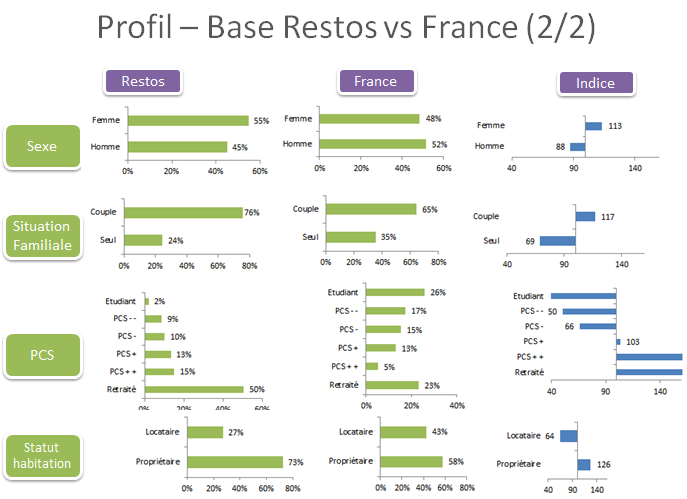 Profil – Base Restos vs France (2/2)
Restos
France
Indice
Sexe
Femme 55%
Homme 45%
0% 20% 40% 60%
Femme 48%
Homme 52%
0% 20% 40% 60%
Femme 113
Homme 88
40 90 140
Situation
Familiale
Couple 76%
Seul 24%
0% 20% 40% 60% 80%
Couple 65%
Seul 35%
0% 20% 40% 60% 80%
Couple 117
Seul 69
40 90 140
PCS
Etudiant 2%
PCS-- 9%
PCS- 10%
PCS+ 13%
PCS++ 15%
Retraité 50%
0% 20% 40% 60%
Etudiant 26%
PCS-- 17%
PCS- 15%
PCS+ 13%
PCS++ 5%
Retraité 23%
0% 20% 40%
Etudiant
PCS-- 50
PCS- 66
PCS+ 103
PCS++
Retraité
40 90 140
Statut
habitation
Locataire 27%
Propriétaire 73%
0% 20% 40% 60% 80%
Locataire 43%
Propriétaire 58%
0% 20% 40% 60% 80%
Locataire 64
Propriétaire 126
40 90 140